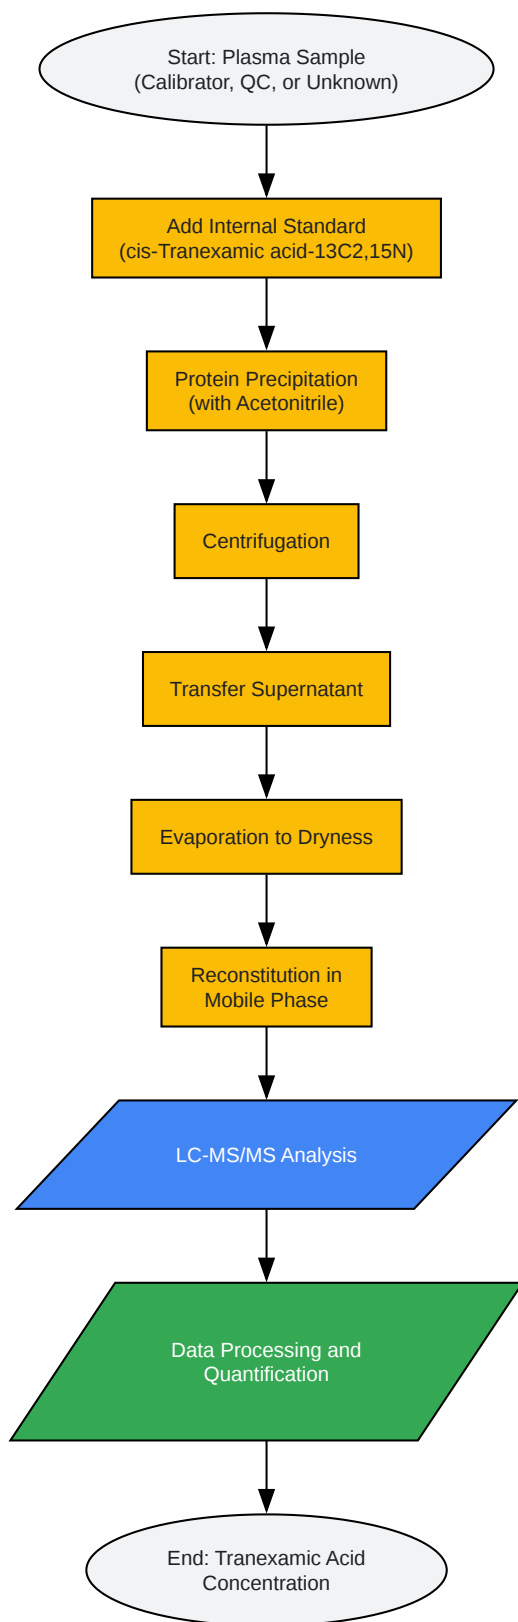 Start: Plasma Sample
(Calibrator, QC, or Unknown)
Add Internal Standard
(cis-Tranexamic acid-13C2,15N)
Protein Precipitation
(with Acetonitrile)
Centrifugation
Transfer Supernatant
Evaporation to Dryness
Reconstitution in
Mobile Phase
LC-MS/MS Analysis
Data Processing and
Quantification
End: Tranexamic Acid
Concentration